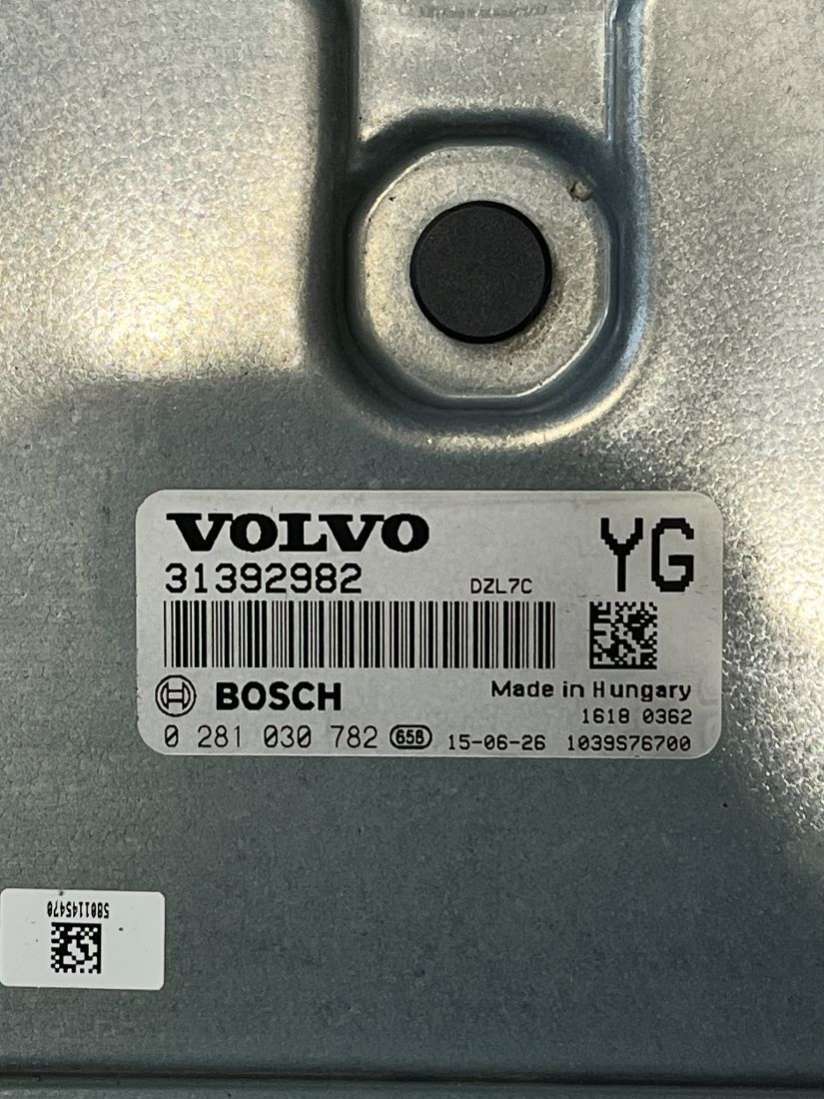 VOLVO
YG
31392982 DZL7C
BOSCH Made in Hungary
1618 0362
0 281 030 782 658 15-06-26 1039S76700
5801145470